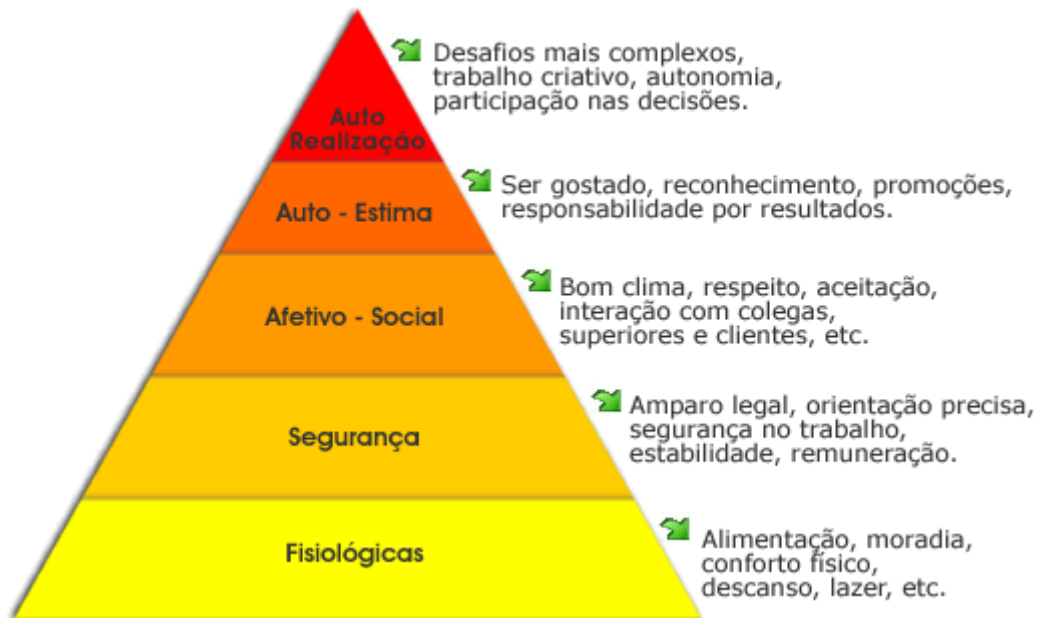 Desafios mais complexos,
trabalho criativo, autonomia,
participação nas decisões.
Auto
Realização
Ser gostado, reconhecimento, promoções,
responsabilidade por resultados.
Auto - Estima
Bom clima, respeito, aceitação,
interação com colegas,
superiores e clientes, etc.
Afetivo - Social
Amparo legal, orientação precisa,
segurança no trabalho,
estabilidade, remuneração.
Segurança
Alimentação, moradia,
conforto físico,
descanso, lazer, etc.
Fisiológicas